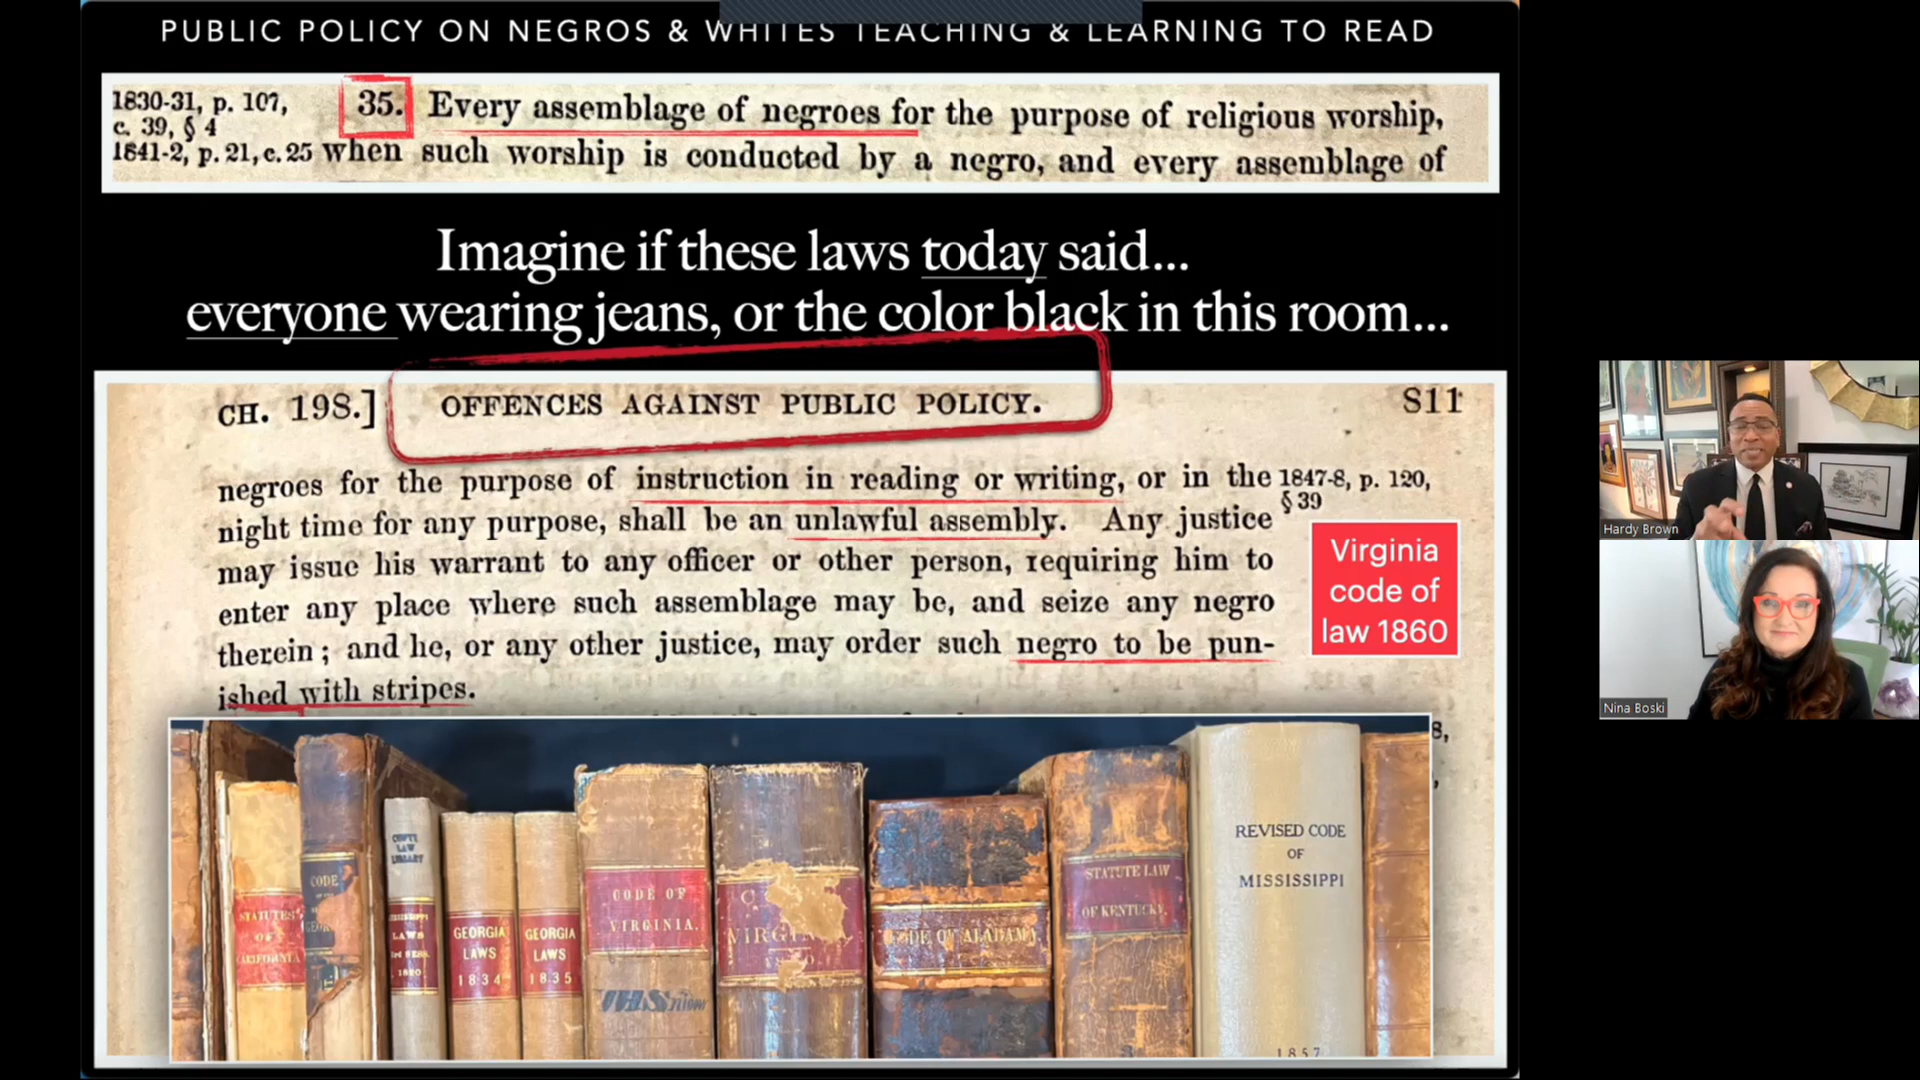 PUBLIC POLICY ON NEGROS & WHITES TEACHING & LEARNING TO READ
1830-31, p. 107,
c. 39, § 4
1841-2, p. 21, c. 25
35. Every assemblage of negroes for the purpose of religious worship,
when such worship is conducted by a negro, and every assemblage of
Imagine if these laws today said...
everyone wearing jeans, or the color black in this room...
CH. 198.] OFFENCES AGAINST PUBLIC POLICY. 811
negroes for the purpose of instruction in reading or writing, or in the
night time for any purpose, shall be an unlawful assembly. Any justice
may issue his warrant to any officer or other person, requiring him to
enter any place where such assemblage may be, and seize any negro
therein; and he, or any other justice, may order such negro to be pun-
ished with stripes.
1847-8, p. 120,
§ 39
Virginia
code of
law 1860
8,
STATUTES
OF
CALIFORNIA
CODE
LAW
LIBRARY
LAWS
1820
GEORGIA
LAWS
1834
GEORGIA
LAWS
1835
CODE OF
VIRGINIA.
CODE OF ALABAMA
STATUTE LAW
OF KENTUCKY.
REVISED CODE
OF
MISSISSIPPI
1857
Hardy Brown
Nina Boski